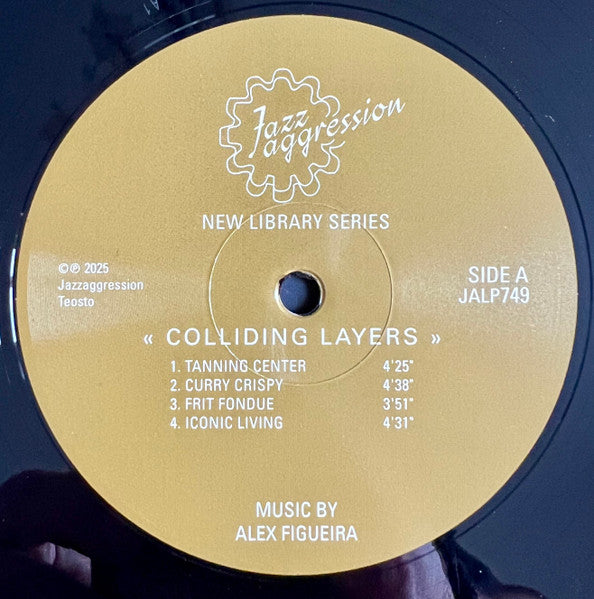 Jazz
aggression
NEW LIBRARY SERIES
©℗ 2025
Jazzaggression
Teosto
SIDE A
JALP749
« COLLIDING LAYERS »
1. TANNING CENTER 4'25"
2. CURRY CRISPY 4'38"
3. FRIT FONDUE 3'51"
4. ICONIC LIVING 4'31"
MUSIC BY
ALEX FIGUEIRA